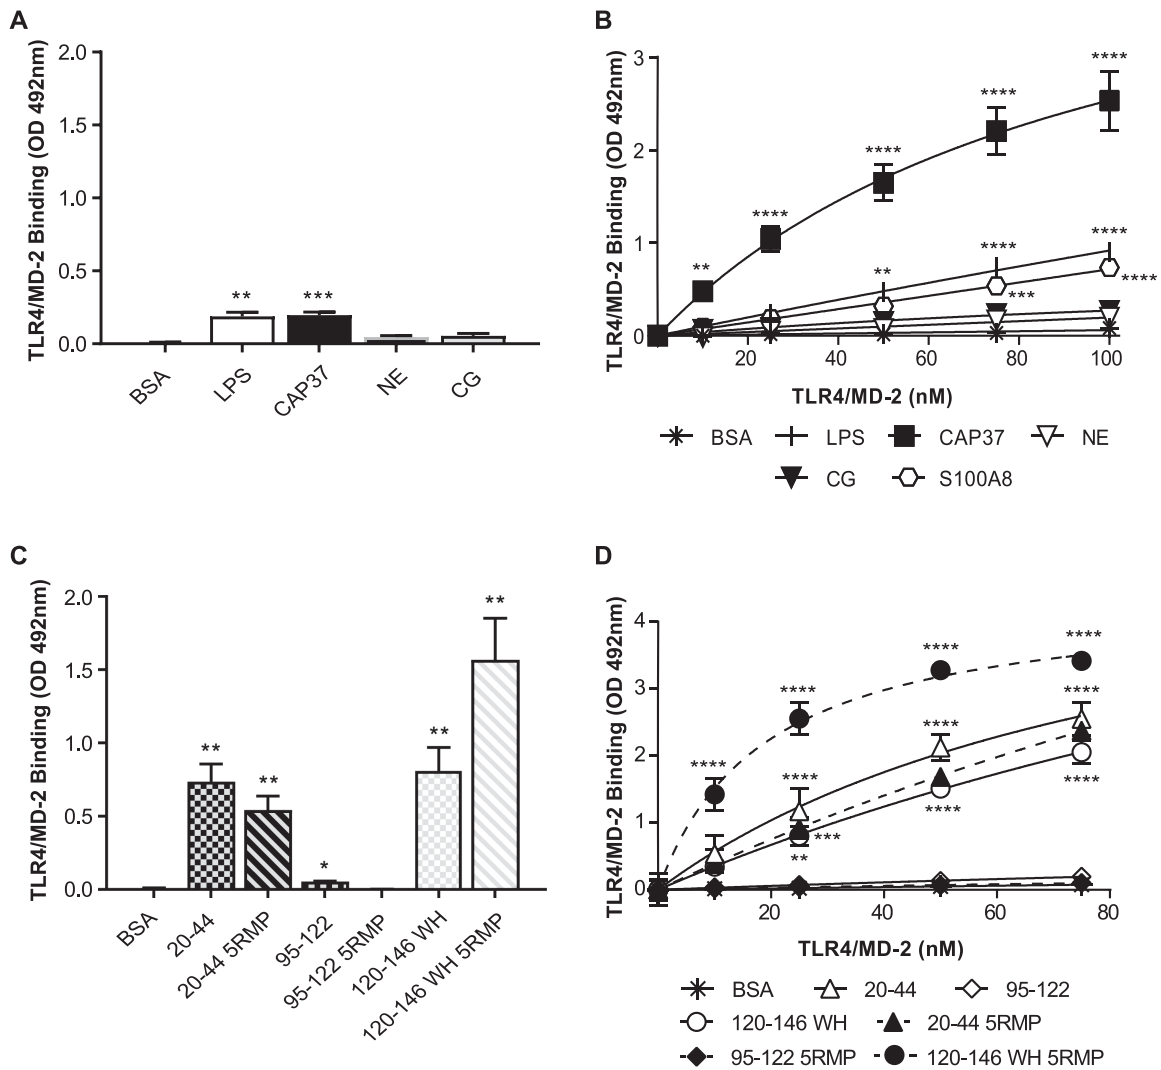 A
TLR4/MD-2 Binding (OD 492nm)
2.0
1.5
1.0
0.5
0.0
**
***
BSA
LPS
CAP37
NE
CG
B
TLR4/MD-2 Binding (OD 492nm)
3
2
1
0
**
****
****
****
****
**
****
****
***
****
20
40
60
80
100
TLR4/MD-2 (nM)
BSA
LPS
CAP37
NE
CG
S100A8
C
TLR4/MD-2 Binding (OD 492nm)
2.0
1.5
1.0
0.5
0.0
**
**
*
**
**
BSA
20-44
20-44 5RMP
95-122
95-122 5RMP
120-146 WH
120-146 WH 5RMP
D
TLR4/MD-2 Binding (OD 492nm)
4
3
2
1
0
****
****
****
****
****
****
****
***
**
****
****
20
40
60
80
TLR4/MD-2 (nM)
BSA
20-44
95-122
120-146 WH
20-44 5RMP
95-122 5RMP
120-146 WH 5RMP